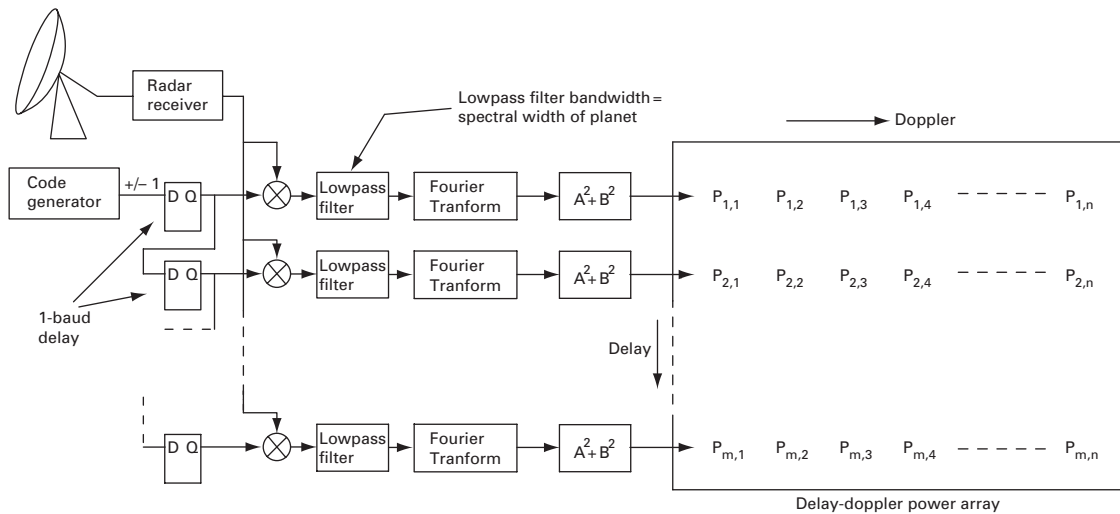 Radar
receiver
Lowpass filter bandwidth =
spectral width of planet
Doppler
Code
generator
+/− 1
D Q
Lowpass
filter
Fourier
Tranform
A²+B²
P1,1 P1,2 P1,3 P1,4 P1,n
D Q
Lowpass
filter
Fourier
Tranform
A²+B²
P2,1 P2,2 P2,3 P2,4 P2,n
1-baud
delay
Delay
D Q
Lowpass
filter
Fourier
Tranform
A²+B²
Pm,1 Pm,2 Pm,3 Pm,4 Pm,n
Delay-doppler power array